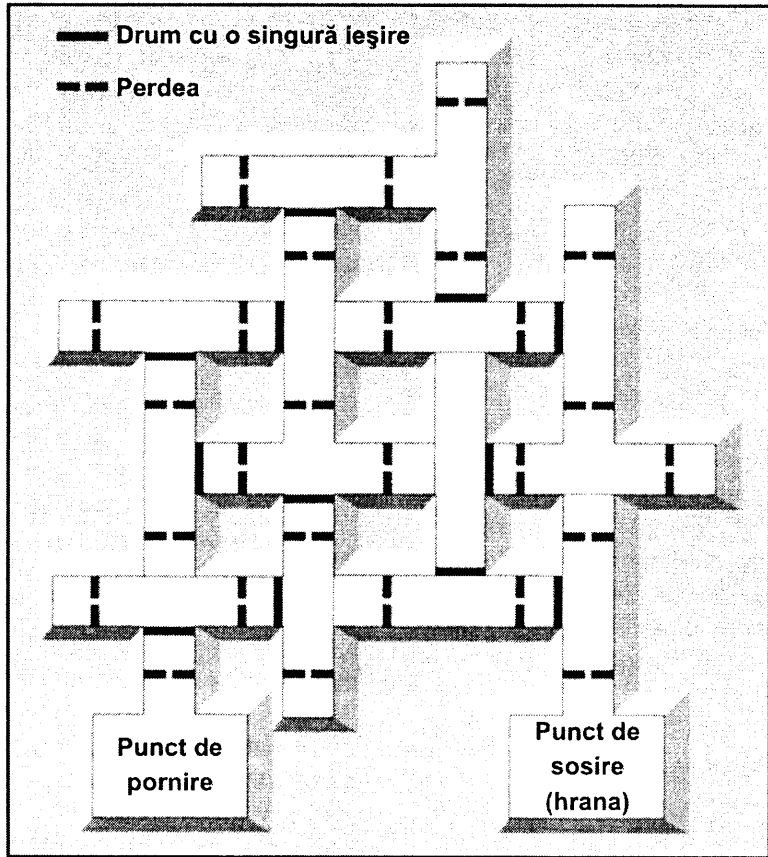 Drum cu o singură ieşire
Perdea
Punct de
pornire
Punct de
sosire
(hrana)